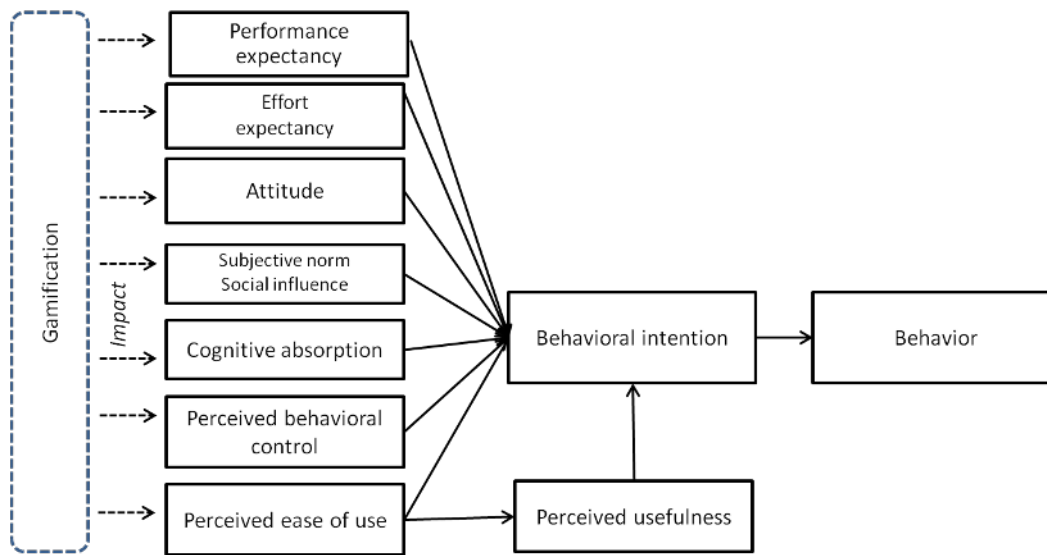 Gamification
Impact
Performance
expectancy
Effort
expectancy
Attitude
Subjective norm
Social influence
Cognitive absorption
Perceived behavioral
control
Perceived ease of use
Behavioral intention
Behavior
Perceived usefulness